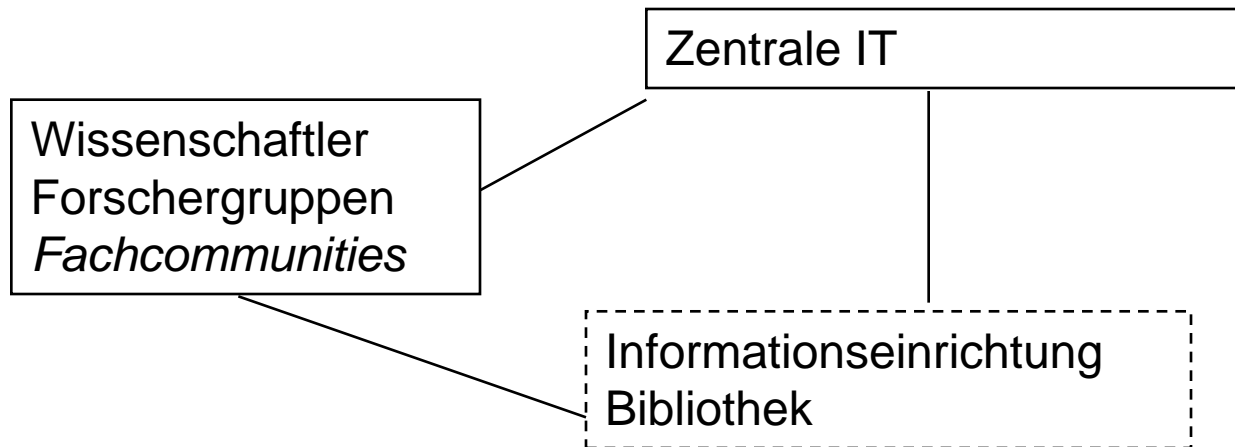 Zentrale IT
Wissenschaftler
Forschergruppen
Fachcommunities
Informationseinrichtung
Bibliothek